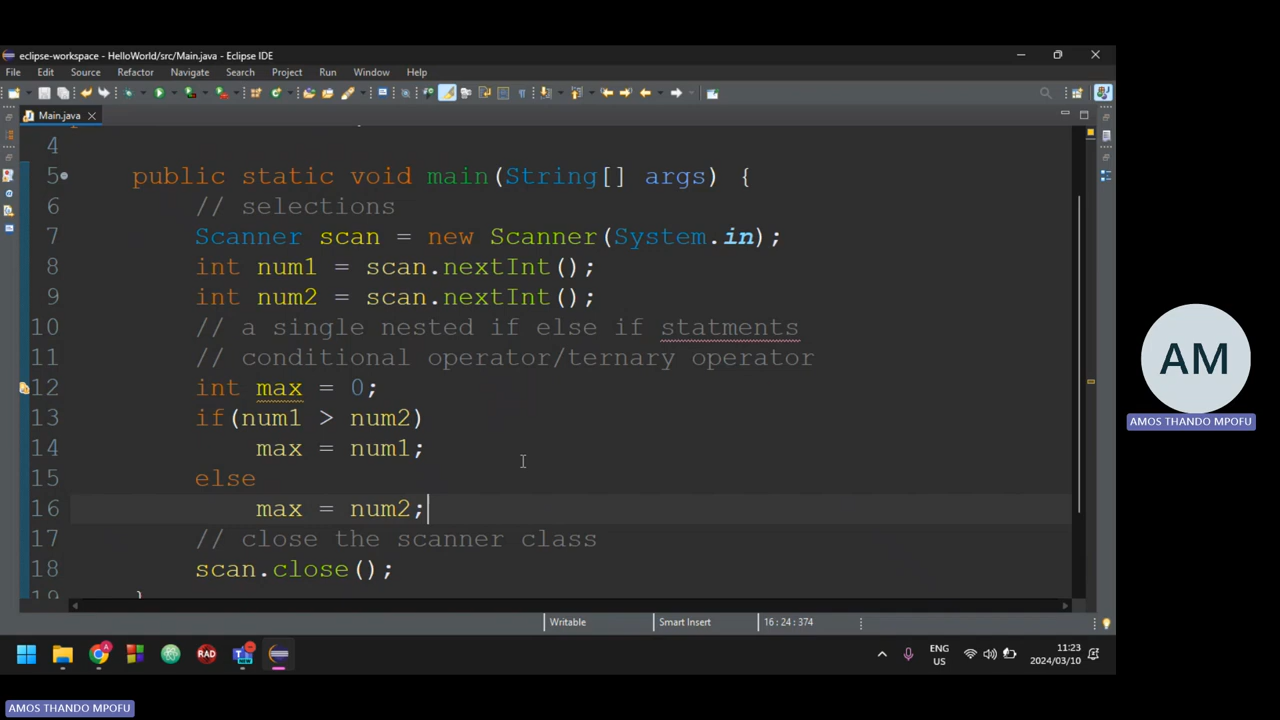 eclipse-workspace - HelloWorld/src/Main.java - Eclipse IDE
File Edit Source Refactor Navigate Search Project Run Window Help
Main.java
4
5 public static void main(String[] args) {
6 // selections
7 Scanner scan = new Scanner(System.in);
8 int num1 = scan.nextInt();
9 int num2 = scan.nextInt();
10 // a single nested if else if statments
11 // conditional operator/ternary operator
12 int max = 0;
13 if(num1 > num2)
14 max = num1;
15 else
16 max = num2;
17 // close the scanner class
18 scan.close();
19 }
Writable Smart Insert 16 : 24 : 374
RAD
ENG
US
11:23
2024/03/10
AM
AMOS THANDO MPOFU
AMOS THANDO MPOFU